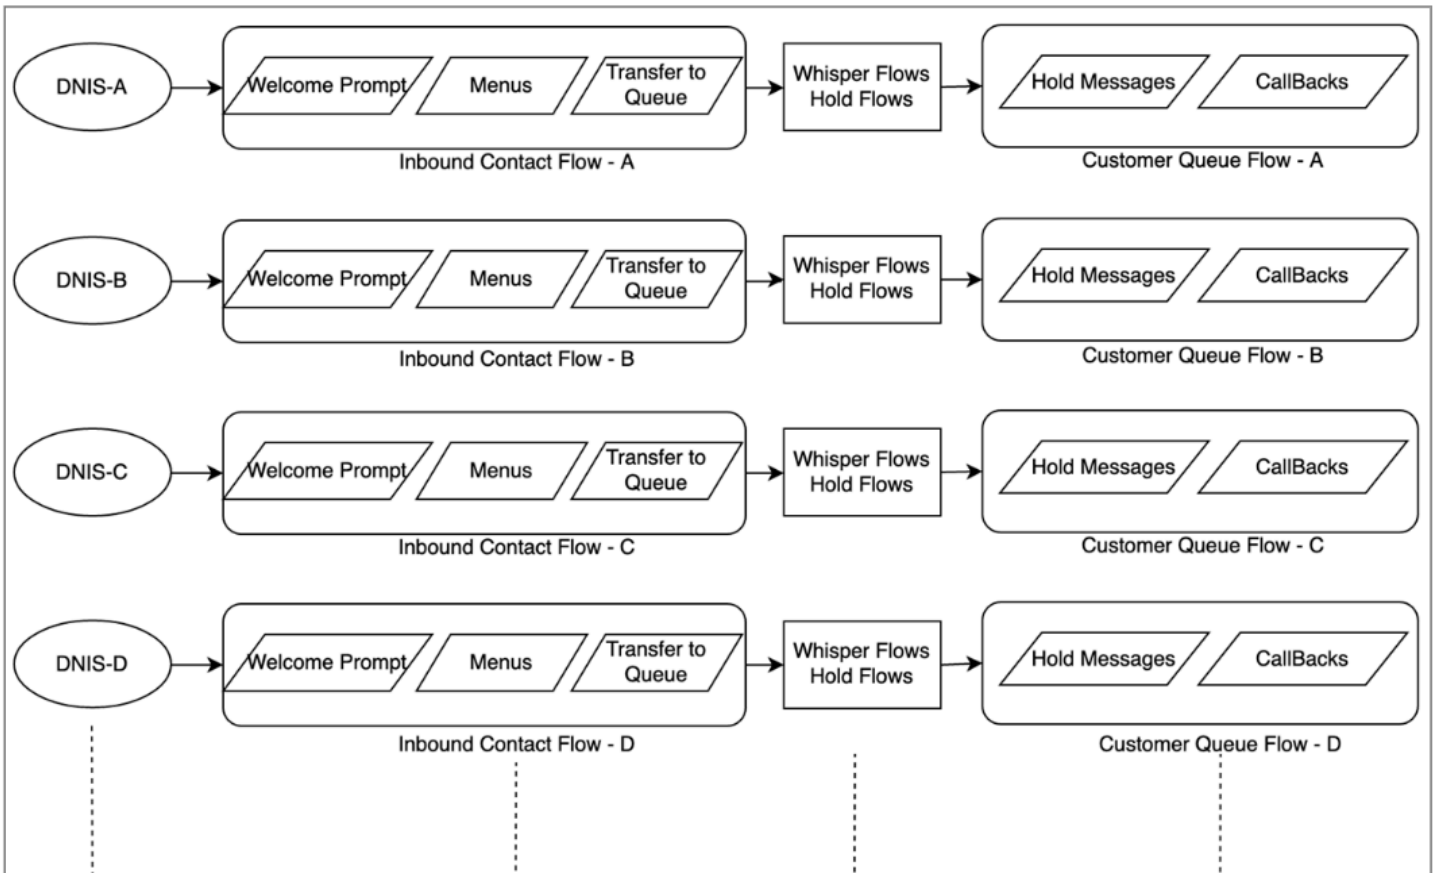 DNIS-A
Welcome Prompt
Menus
Transfer to
Queue
Inbound Contact Flow - A
Whisper Flows
Hold Flows
Hold Messages
CallBacks
Customer Queue Flow - A
DNIS-B
Welcome Prompt
Menus
Transfer to
Queue
Inbound Contact Flow - B
Whisper Flows
Hold Flows
Hold Messages
CallBacks
Customer Queue Flow - B
DNIS-C
Welcome Prompt
Menus
Transfer to
Queue
Inbound Contact Flow - C
Whisper Flows
Hold Flows
Hold Messages
CallBacks
Customer Queue Flow - C
DNIS-D
Welcome Prompt
Menus
Transfer to
Queue
Inbound Contact Flow - D
Whisper Flows
Hold Flows
Hold Messages
CallBacks
Customer Queue Flow - D